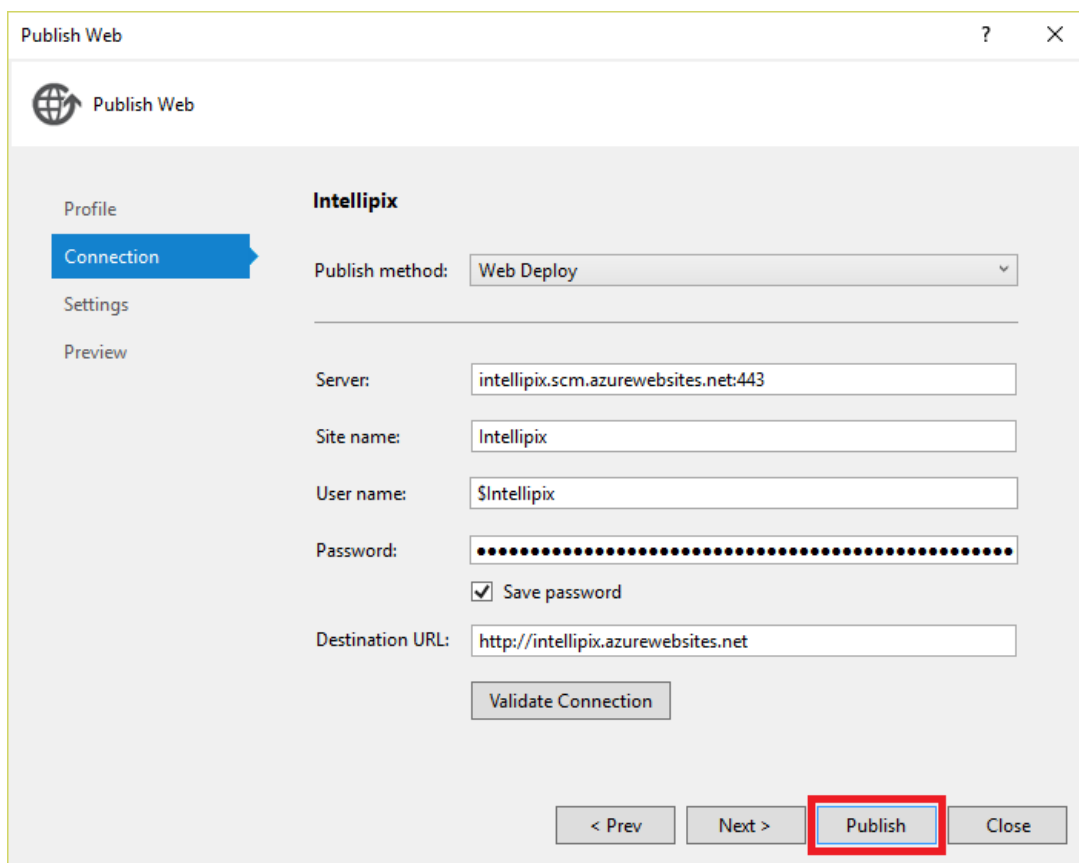 Publish Web ?
Publish Web
Profile
Connection
Settings
Preview
Intellipix
Publish method: Web Deploy
Server: intellipix.scm.azurewebsites.net:443
Site name: Intellipix
User name: $Intellipix
Password: ••••••••••••••••••••••••••••••••••••••••••••••••••
Save password
Destination URL: http://intellipix.azurewebsites.net
Validate Connection
< Prev Next > Publish Close